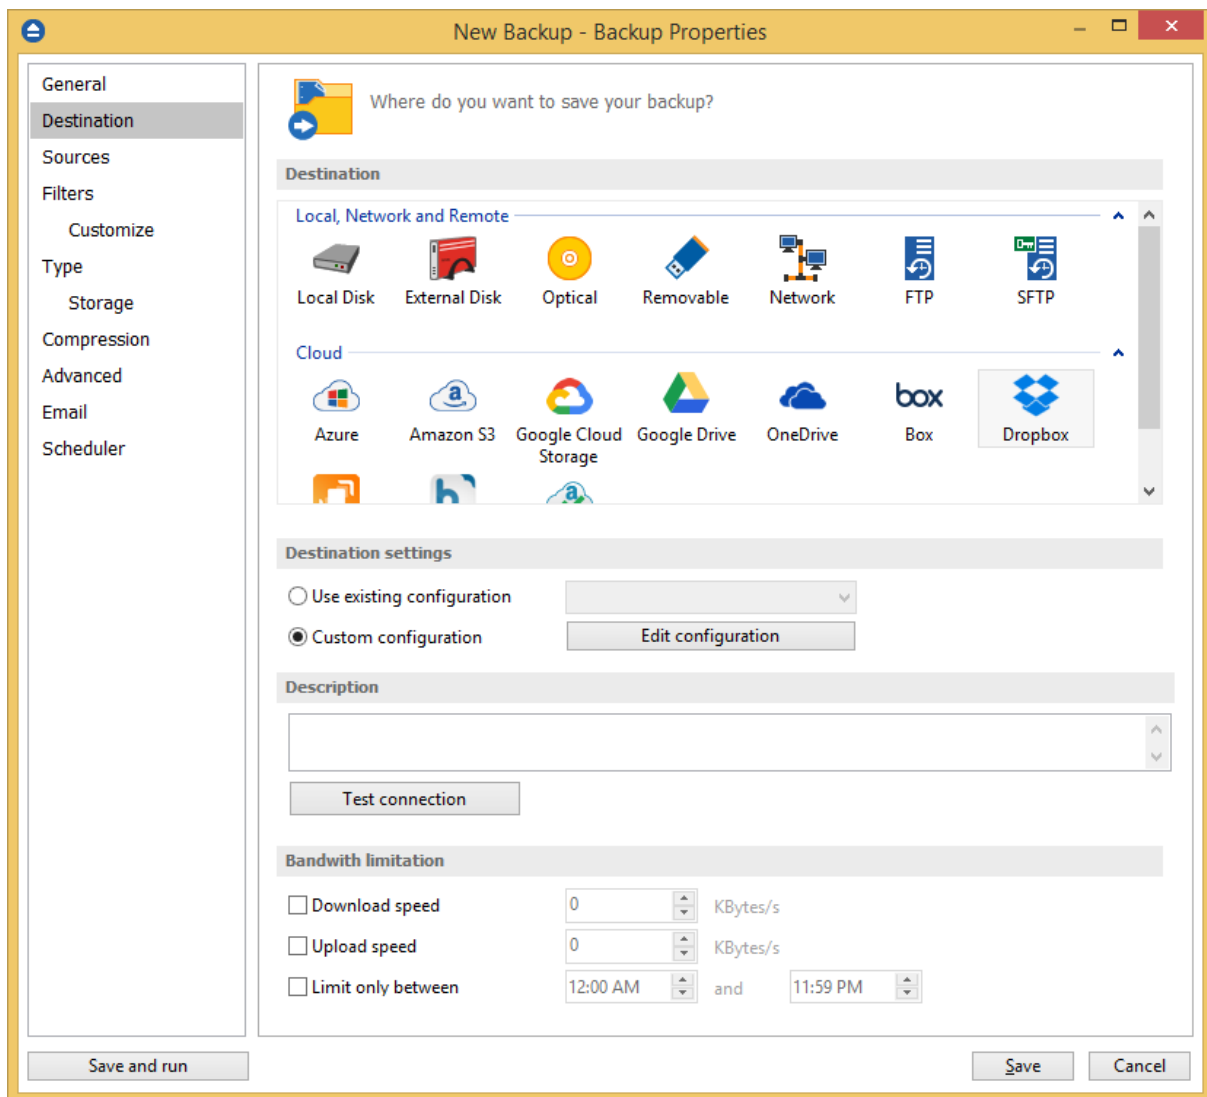 New Backup - Backup Properties
General
Destination
Sources
Filters
Customize
Type
Storage
Compression
Advanced
Email
Scheduler
Where do you want to save your backup?
Destination
Local, Network and Remote
Local Disk External Disk Optical Removable Network FTP SFTP
Cloud
a
box
Azure Amazon S3 Google Cloud Google Drive OneDrive Box Dropbox
Storage
a
Destination settings
Use existing configuration
Custom configuration Edit configuration
Description
Test connection
Bandwith limitation
Download speed 0 KBytes/s
Upload speed 0 KBytes/s
Limit only between 12:00 AM and 11:59 PM
Save and run Save Cancel